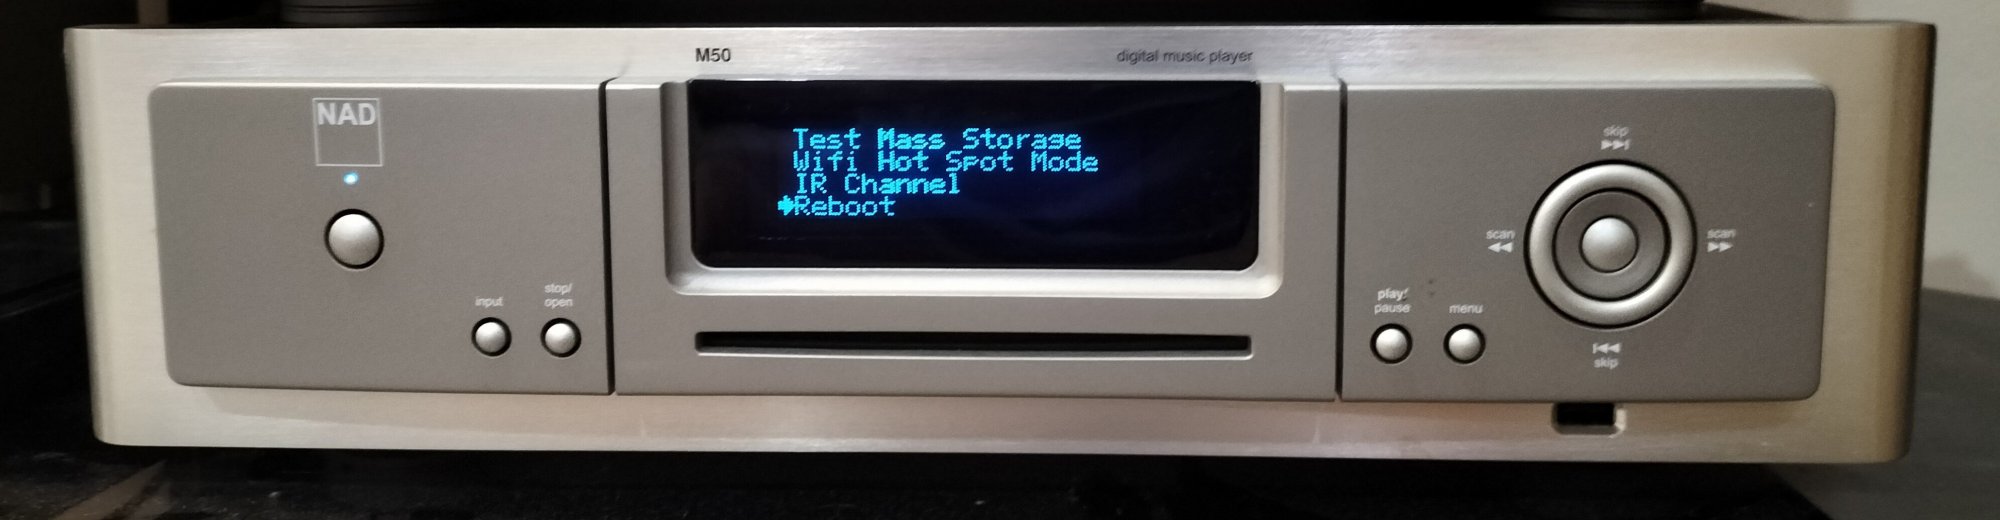 M50
digital music player
NAD
Test Mass Storage
Wifi Hot Spot Mode
IR Channel
Reboot
input
stop/
open
play/
pause
menu
skip
scan
scan
skip